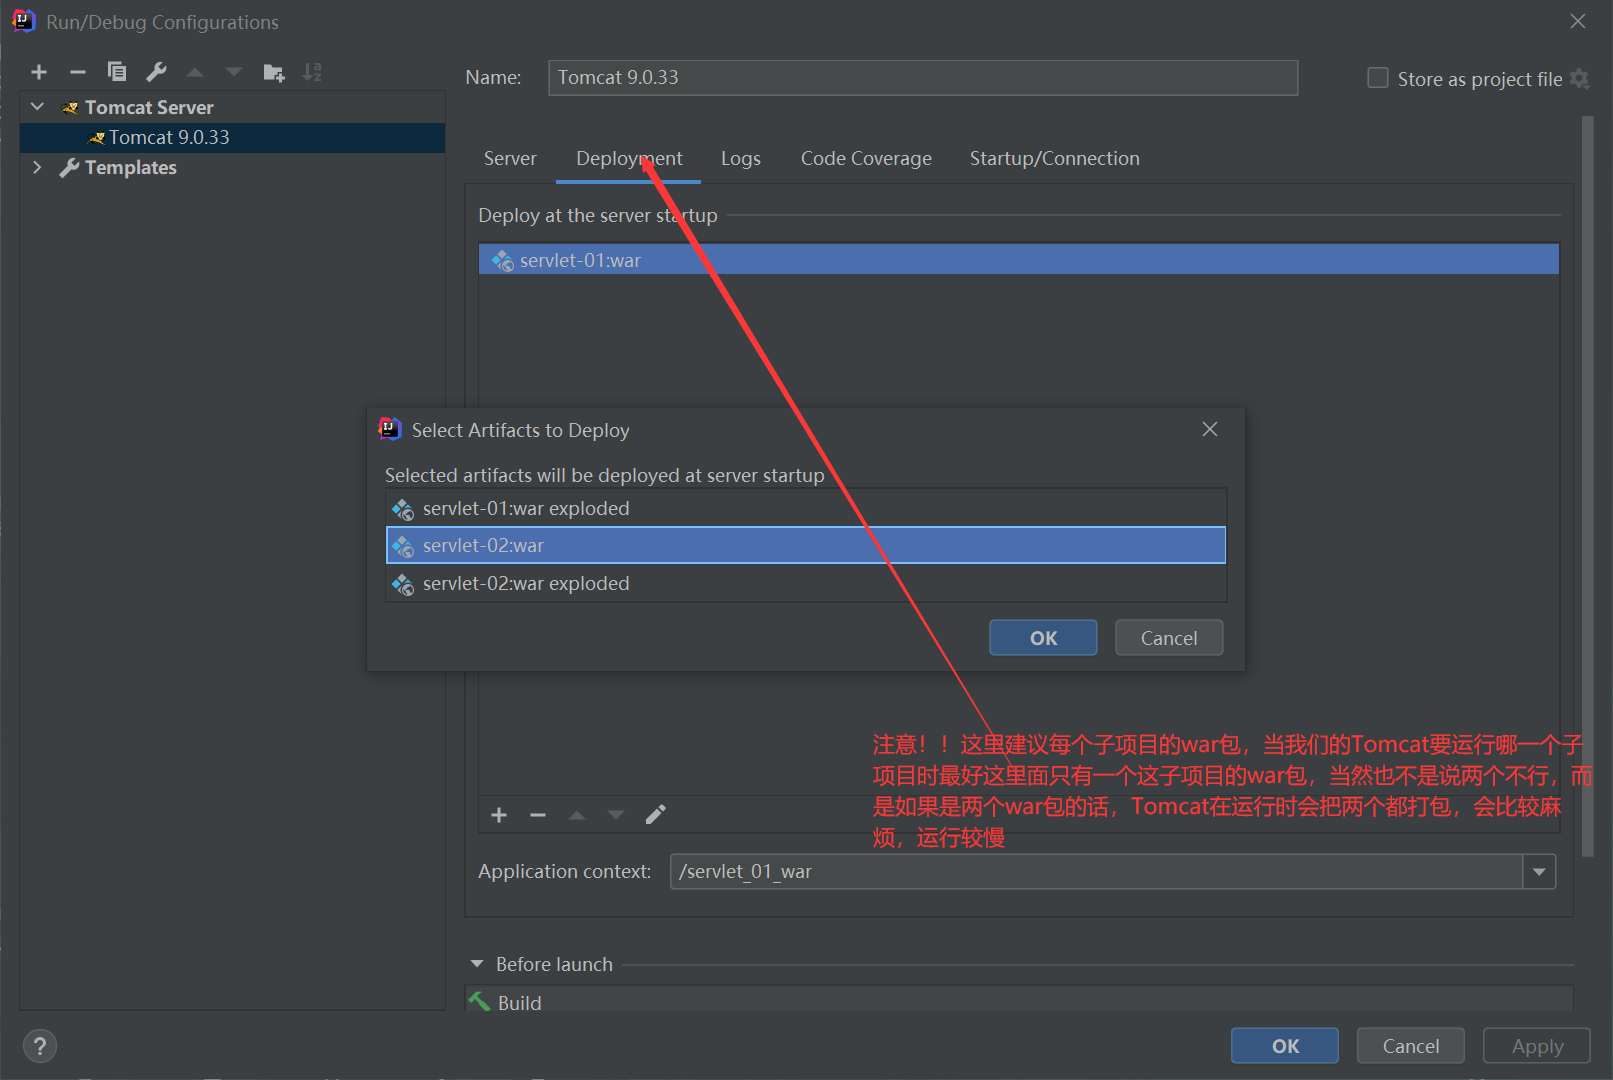 Run/Debug Configurations
Name:
Tomcat 9.0.33
Store as project file
Tomcat Server
Tomcat 9.0.33
Templates
Server
Deployment
Logs
Code Coverage
Startup/Connection
Deploy at the server startup
servlet-01:war
Select Artifacts to Deploy
Selected artifacts will be deployed at server startup
servlet-01:war exploded
servlet-02:war
servlet-02:war exploded
OK
Cancel
注意！！这里建议每个子项目的war包，当我们的Tomcat要运行哪一个子
项目时最好这里面只有一个这子项目的war包，当然也不是说两个不行，而
是如果是两个war包的话，Tomcat在运行时会把两个都打包，会比较麻
烦，运行较慢
Application context:
/servlet_01_war
Before launch
Build
?
OK
Cancel
Apply